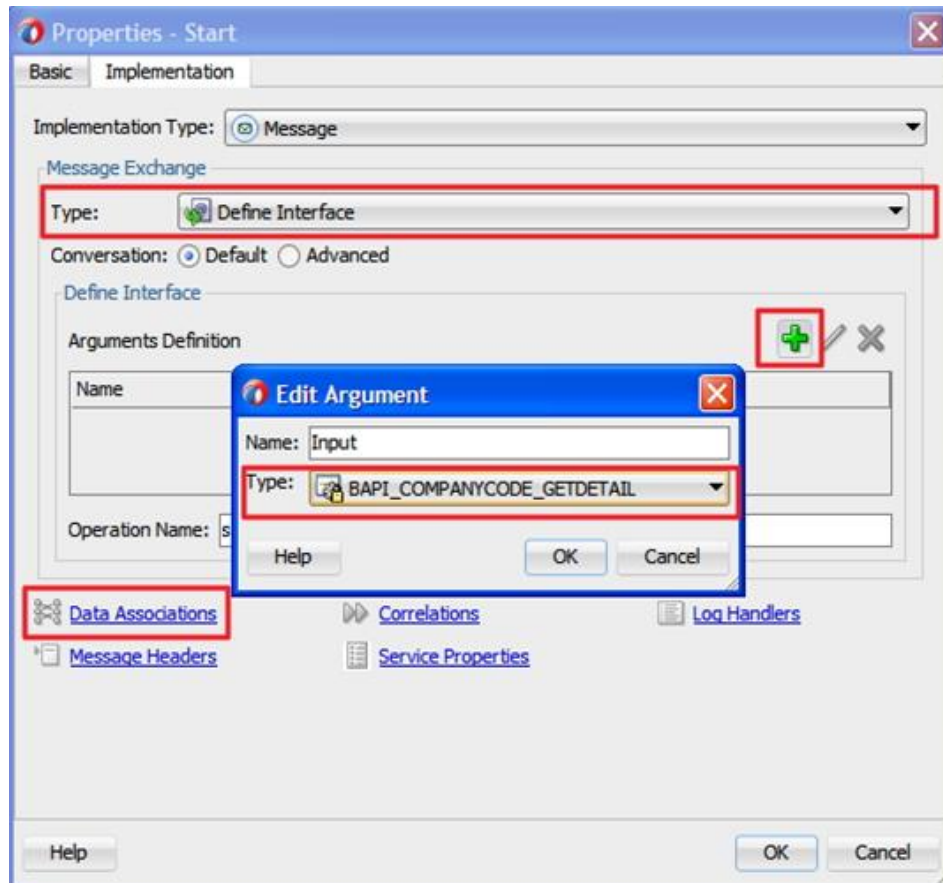 Properties - Start
Basic Implementation
Implementation Type: Message
Message Exchange
Type: Define Interface
Conversation: Default Advanced
Define Interface
Arguments Definition
Name
Edit Argument
Name: Input
Type: BAPI_COMPANYCODE_GETDETAIL
Operation Name: s
Help OK Cancel
Data Associations Correlations Log Handlers
Message Headers Service Properties
Help OK Cancel